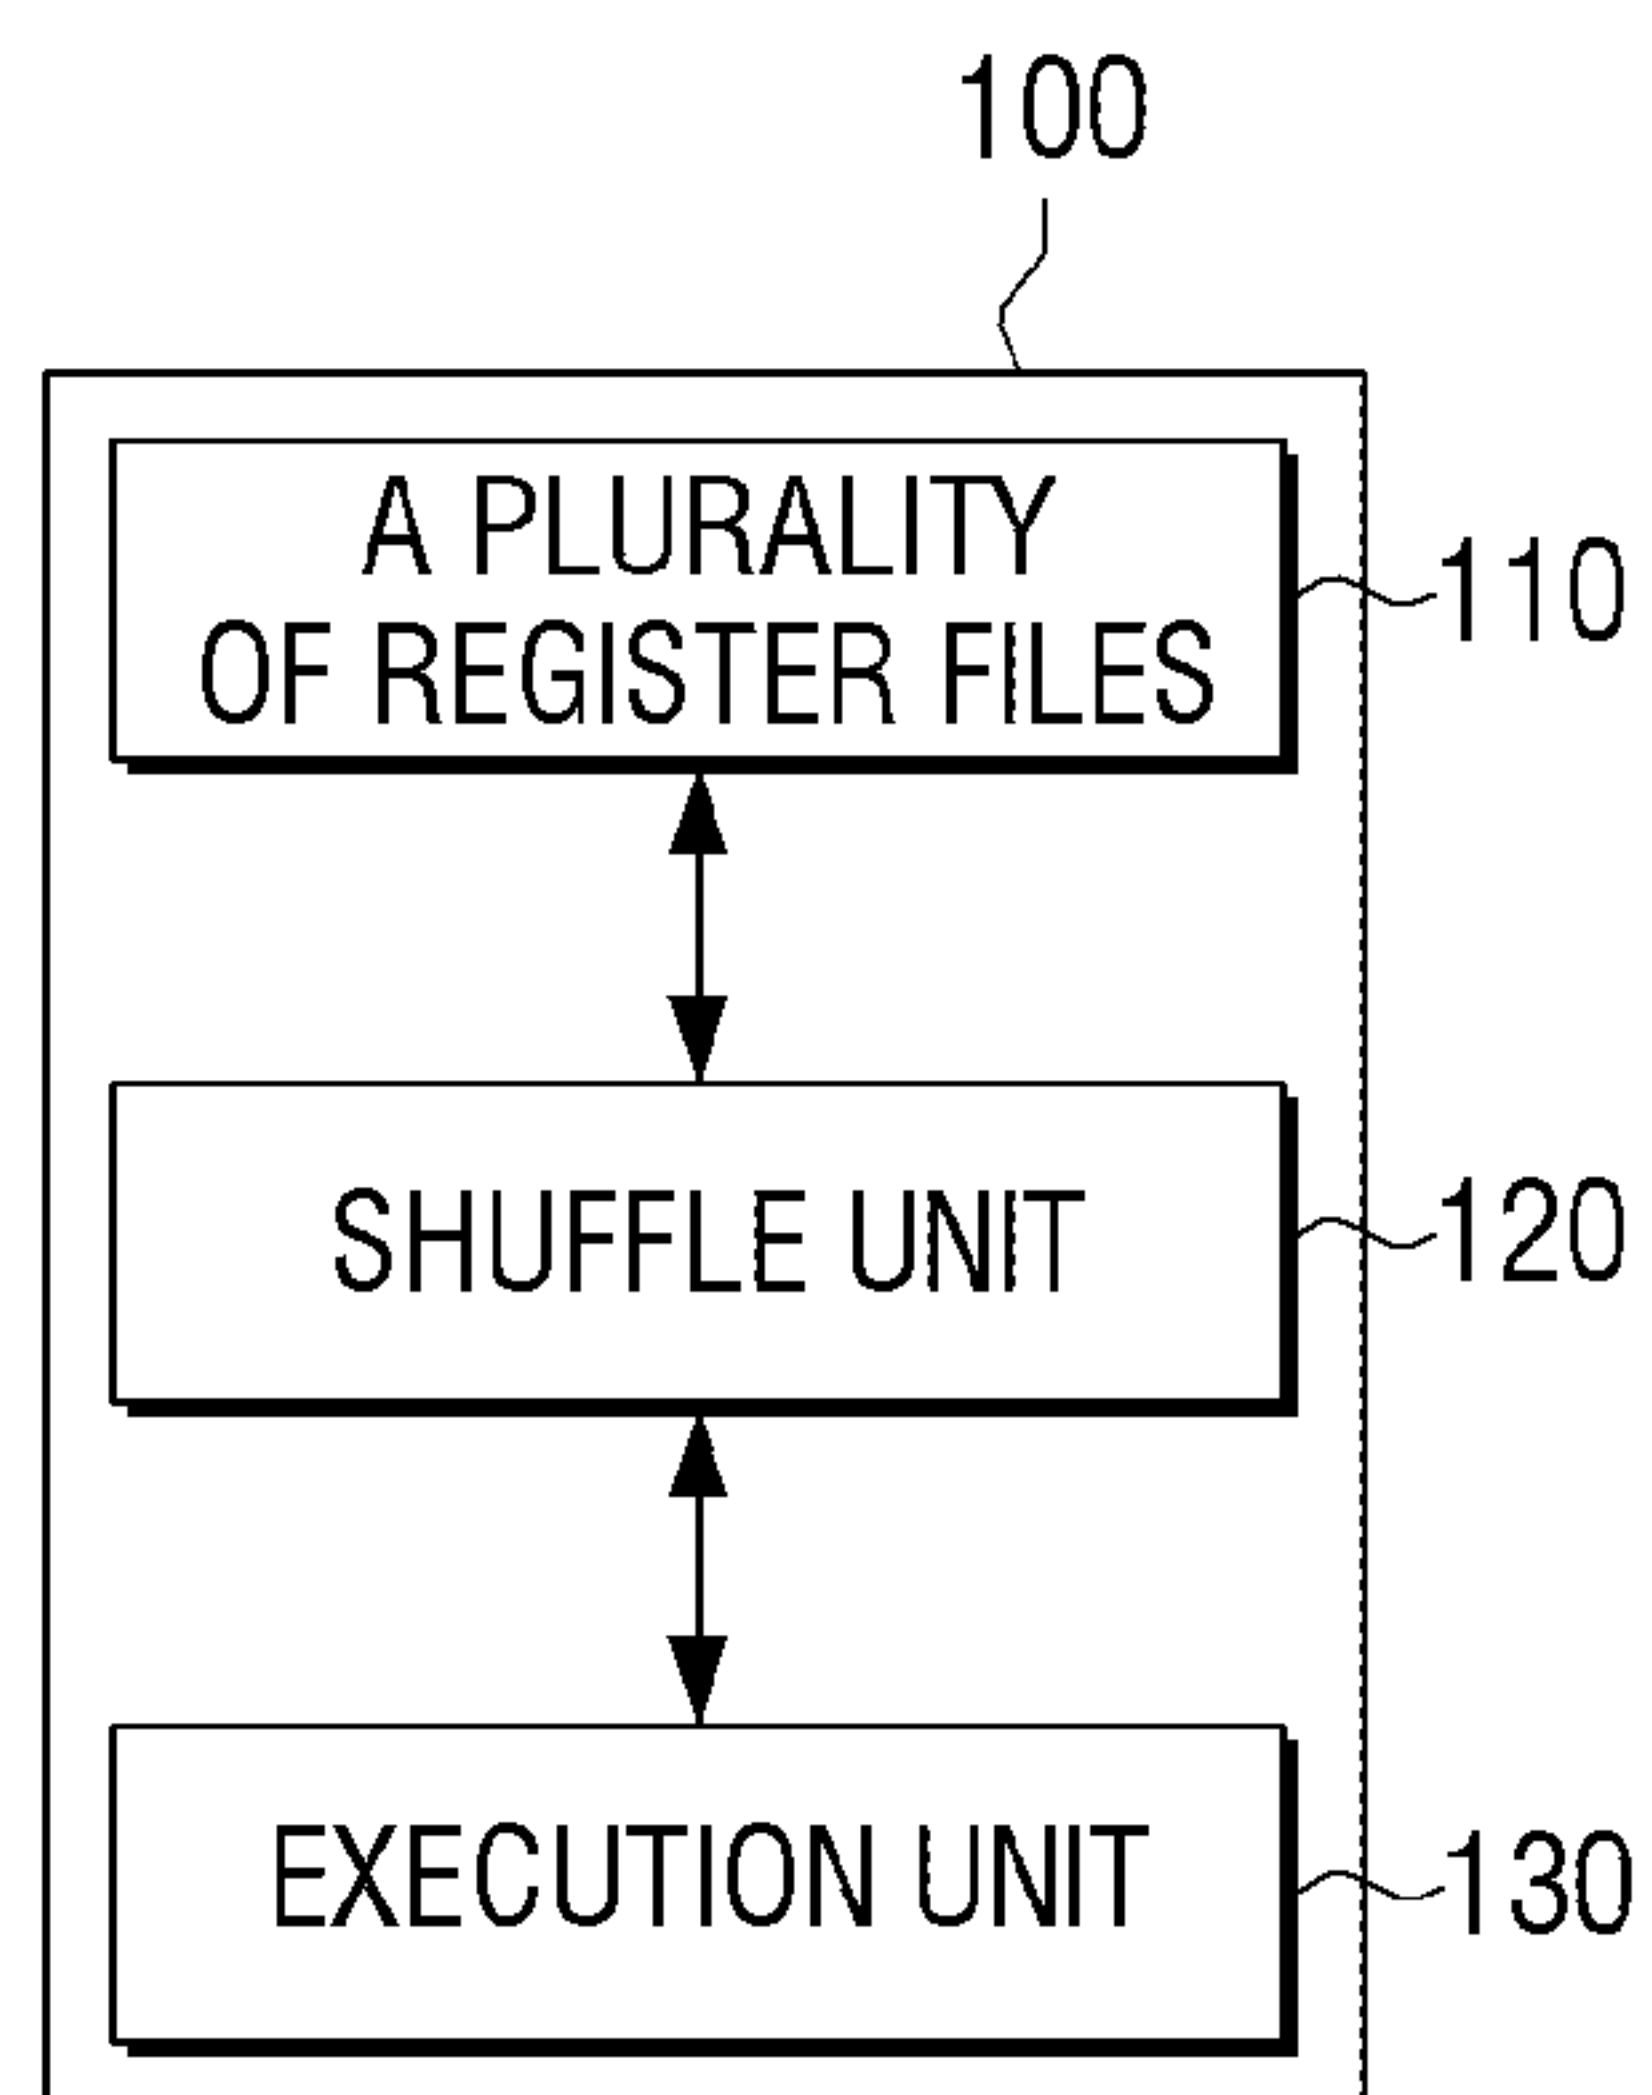 100
A PLURALITY
OF REGISTER FILES
110
SHUFFLE UNIT
120
EXECUTION UNIT
130